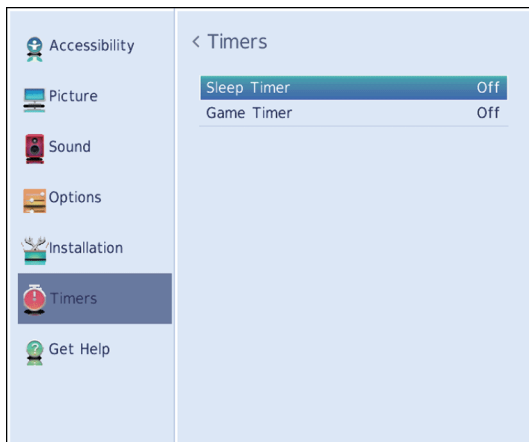 Accessibility
Picture
Sound
Options
Installation
Timers
Get Help
< Timers
Sleep Timer Off
Game Timer Off